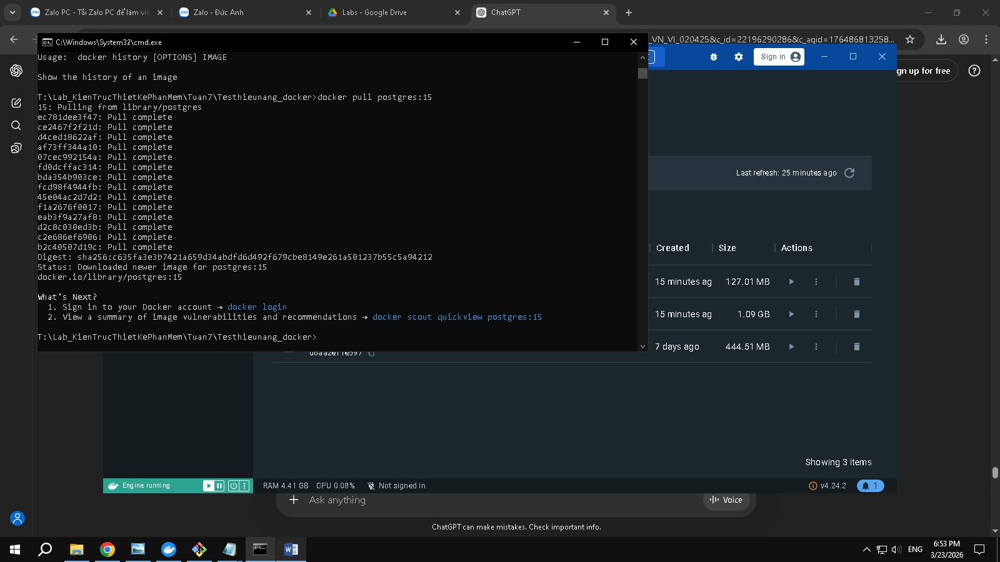 Zalo PC - Tải Zalo PC để làm việ
Zalo - Đức Anh
Labs - Google Drive
ChatGPT
_VN_VI_020425&c_id=22196290286&c_agid=176486813258...
C:\Windows\System32\cmd.exe
Sign in
gn up for free
Usage:  docker history [OPTIONS] IMAGE
Show the history of an image
T:\Lab_KienTrucThietKePhanMem\Tuan7\Testhieunang_docker>docker pull postgres:15
15: Pulling from library/postgres
ec781dee3f47: Pull complete
ce2467f2f21d: Pull complete
d4ced18622af: Pull complete
af73ff344a10: Pull complete
07cec992154a: Pull complete
fd0dcffac314: Pull complete
bda354b903ce: Pull complete
fcd98f4944fb: Pull complete
45e04ac2d7d2: Pull complete
f1a2676f0017: Pull complete
eab3f9a27af8: Pull complete
d2c8c030ed3b: Pull complete
c2e686ef6906: Pull complete
b2c40507d19c: Pull complete
Digest: sha256:c635fa3e3b7421a659d34abdfd6d492f679cbe8149e261a501237b55c5a94212
Status: Downloaded newer image for postgres:15
docker.io/library/postgres:15
What's Next?
1. Sign in to your Docker account → docker login
2. View a summary of image vulnerabilities and recommendations → docker scout quickview postgres:15
T:\Lab_KienTrucThietKePhanMem\Tuan7\Testhieunang_docker>
Last refresh: 25 minutes ago
Created Size Actions
15 minutes ag 127.01 MB
15 minutes ag 1.09 GB
7 days ago 444.51 MB
Showing 3 items
Engine running
RAM 4.41 GB CPU 0.08% Not signed in
v4.24.2
1
Ask anything
Voice
ChatGPT can make mistakes. Check important info.
ENG
6:53 PM
3/23/2026